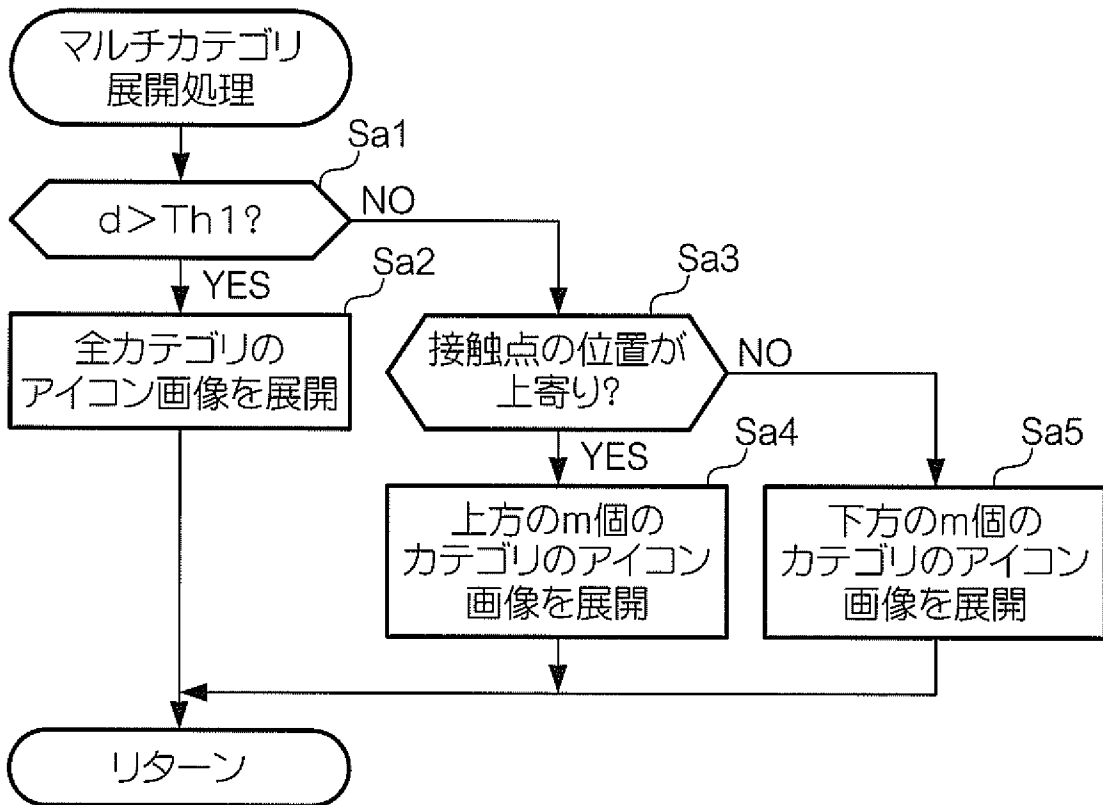 マルチカテゴリ
展開処理
Sa1
d>Th1?
NO
YES
Sa2
全カテゴリの
アイコン画像を展開
Sa3
接触点の位置が
上寄り?
NO
YES
Sa4
上方のm個の
カテゴリのアイコン
画像を展開
Sa5
下方のm個の
カテゴリのアイコン
画像を展開
リターン